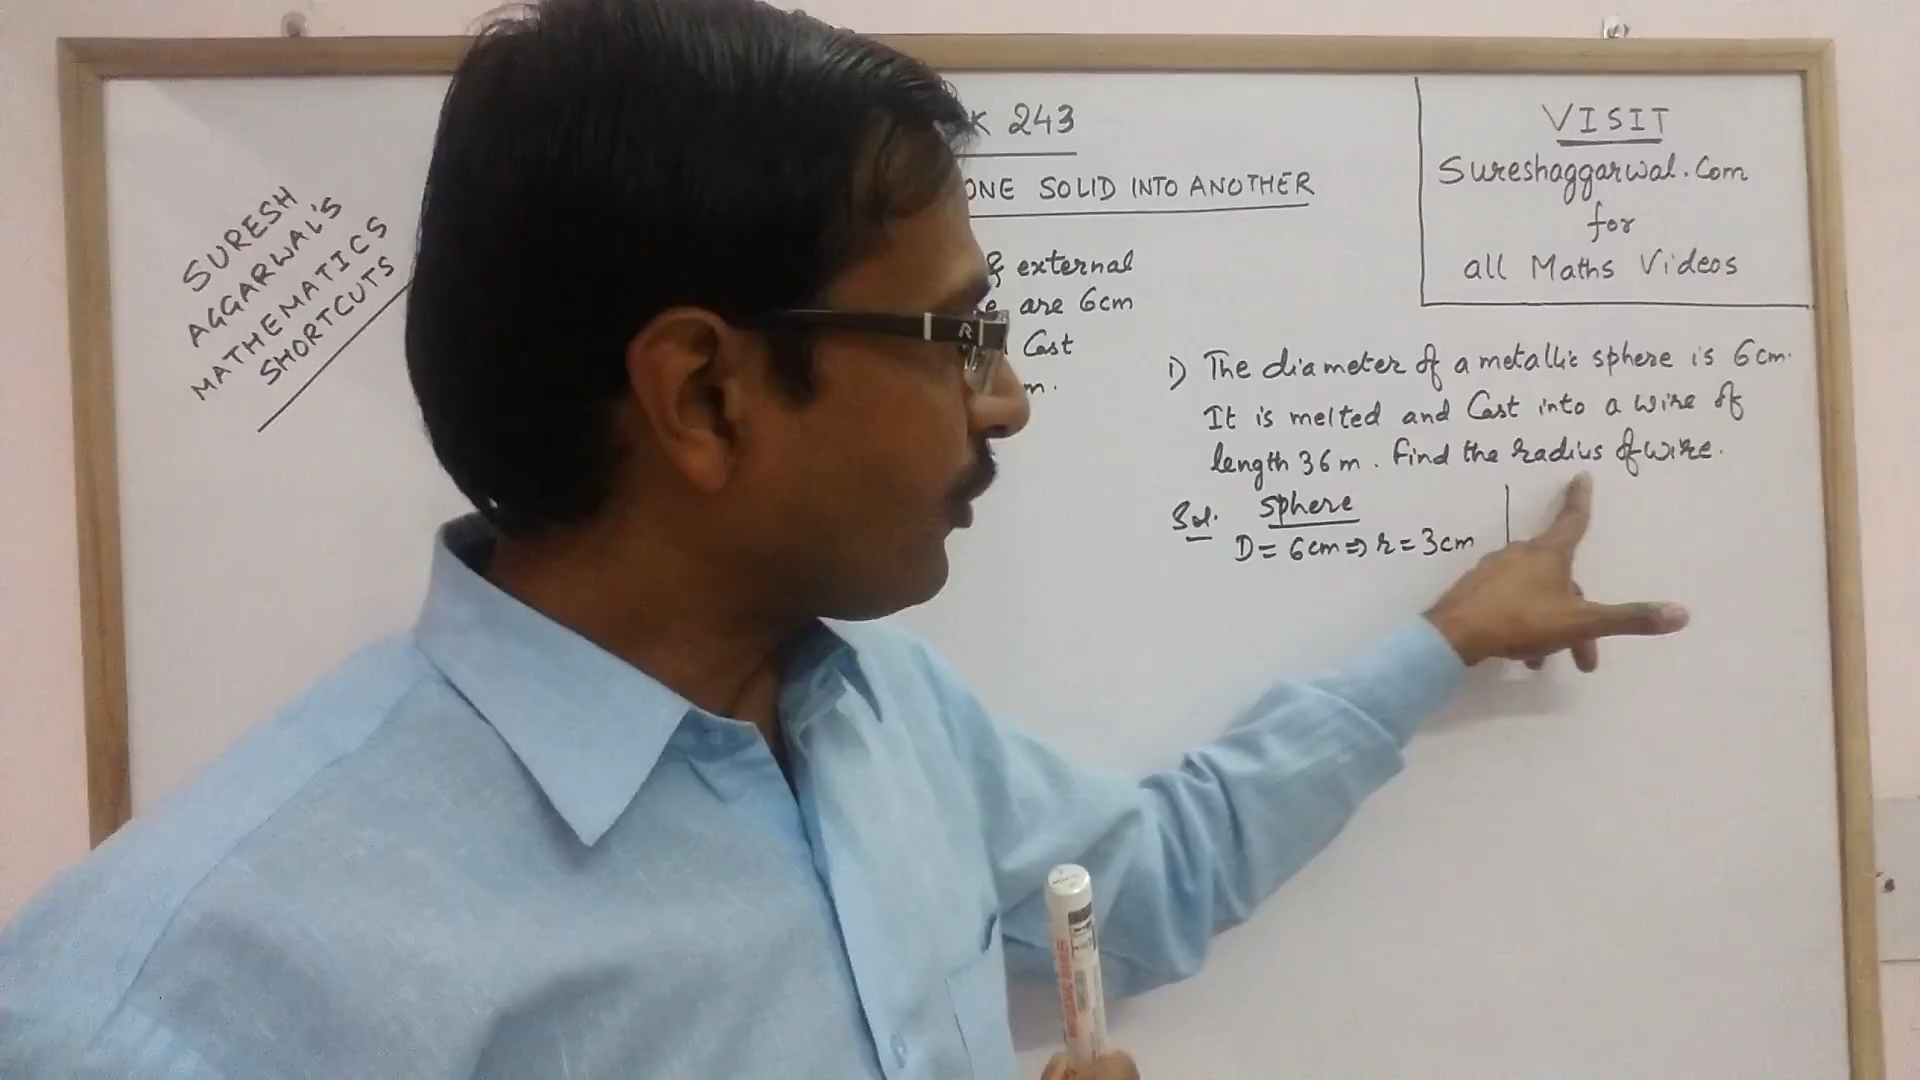 SURESH
AGGARWAL'S
MATHEMATICS
SHORTCUTS
K 243
ONE SOLID INTO ANOTHER
& external
are 6cm
Cast
m.
VISIT
Sureshaggarwal.Com
for
all Maths Videos
1) The diameter of a metallic sphere is 6cm.
It is melted and Cast into a wire of
length 36m. Find the radius of wire.
Sol. Sphere
D = 6cm ⇒ r = 3cm